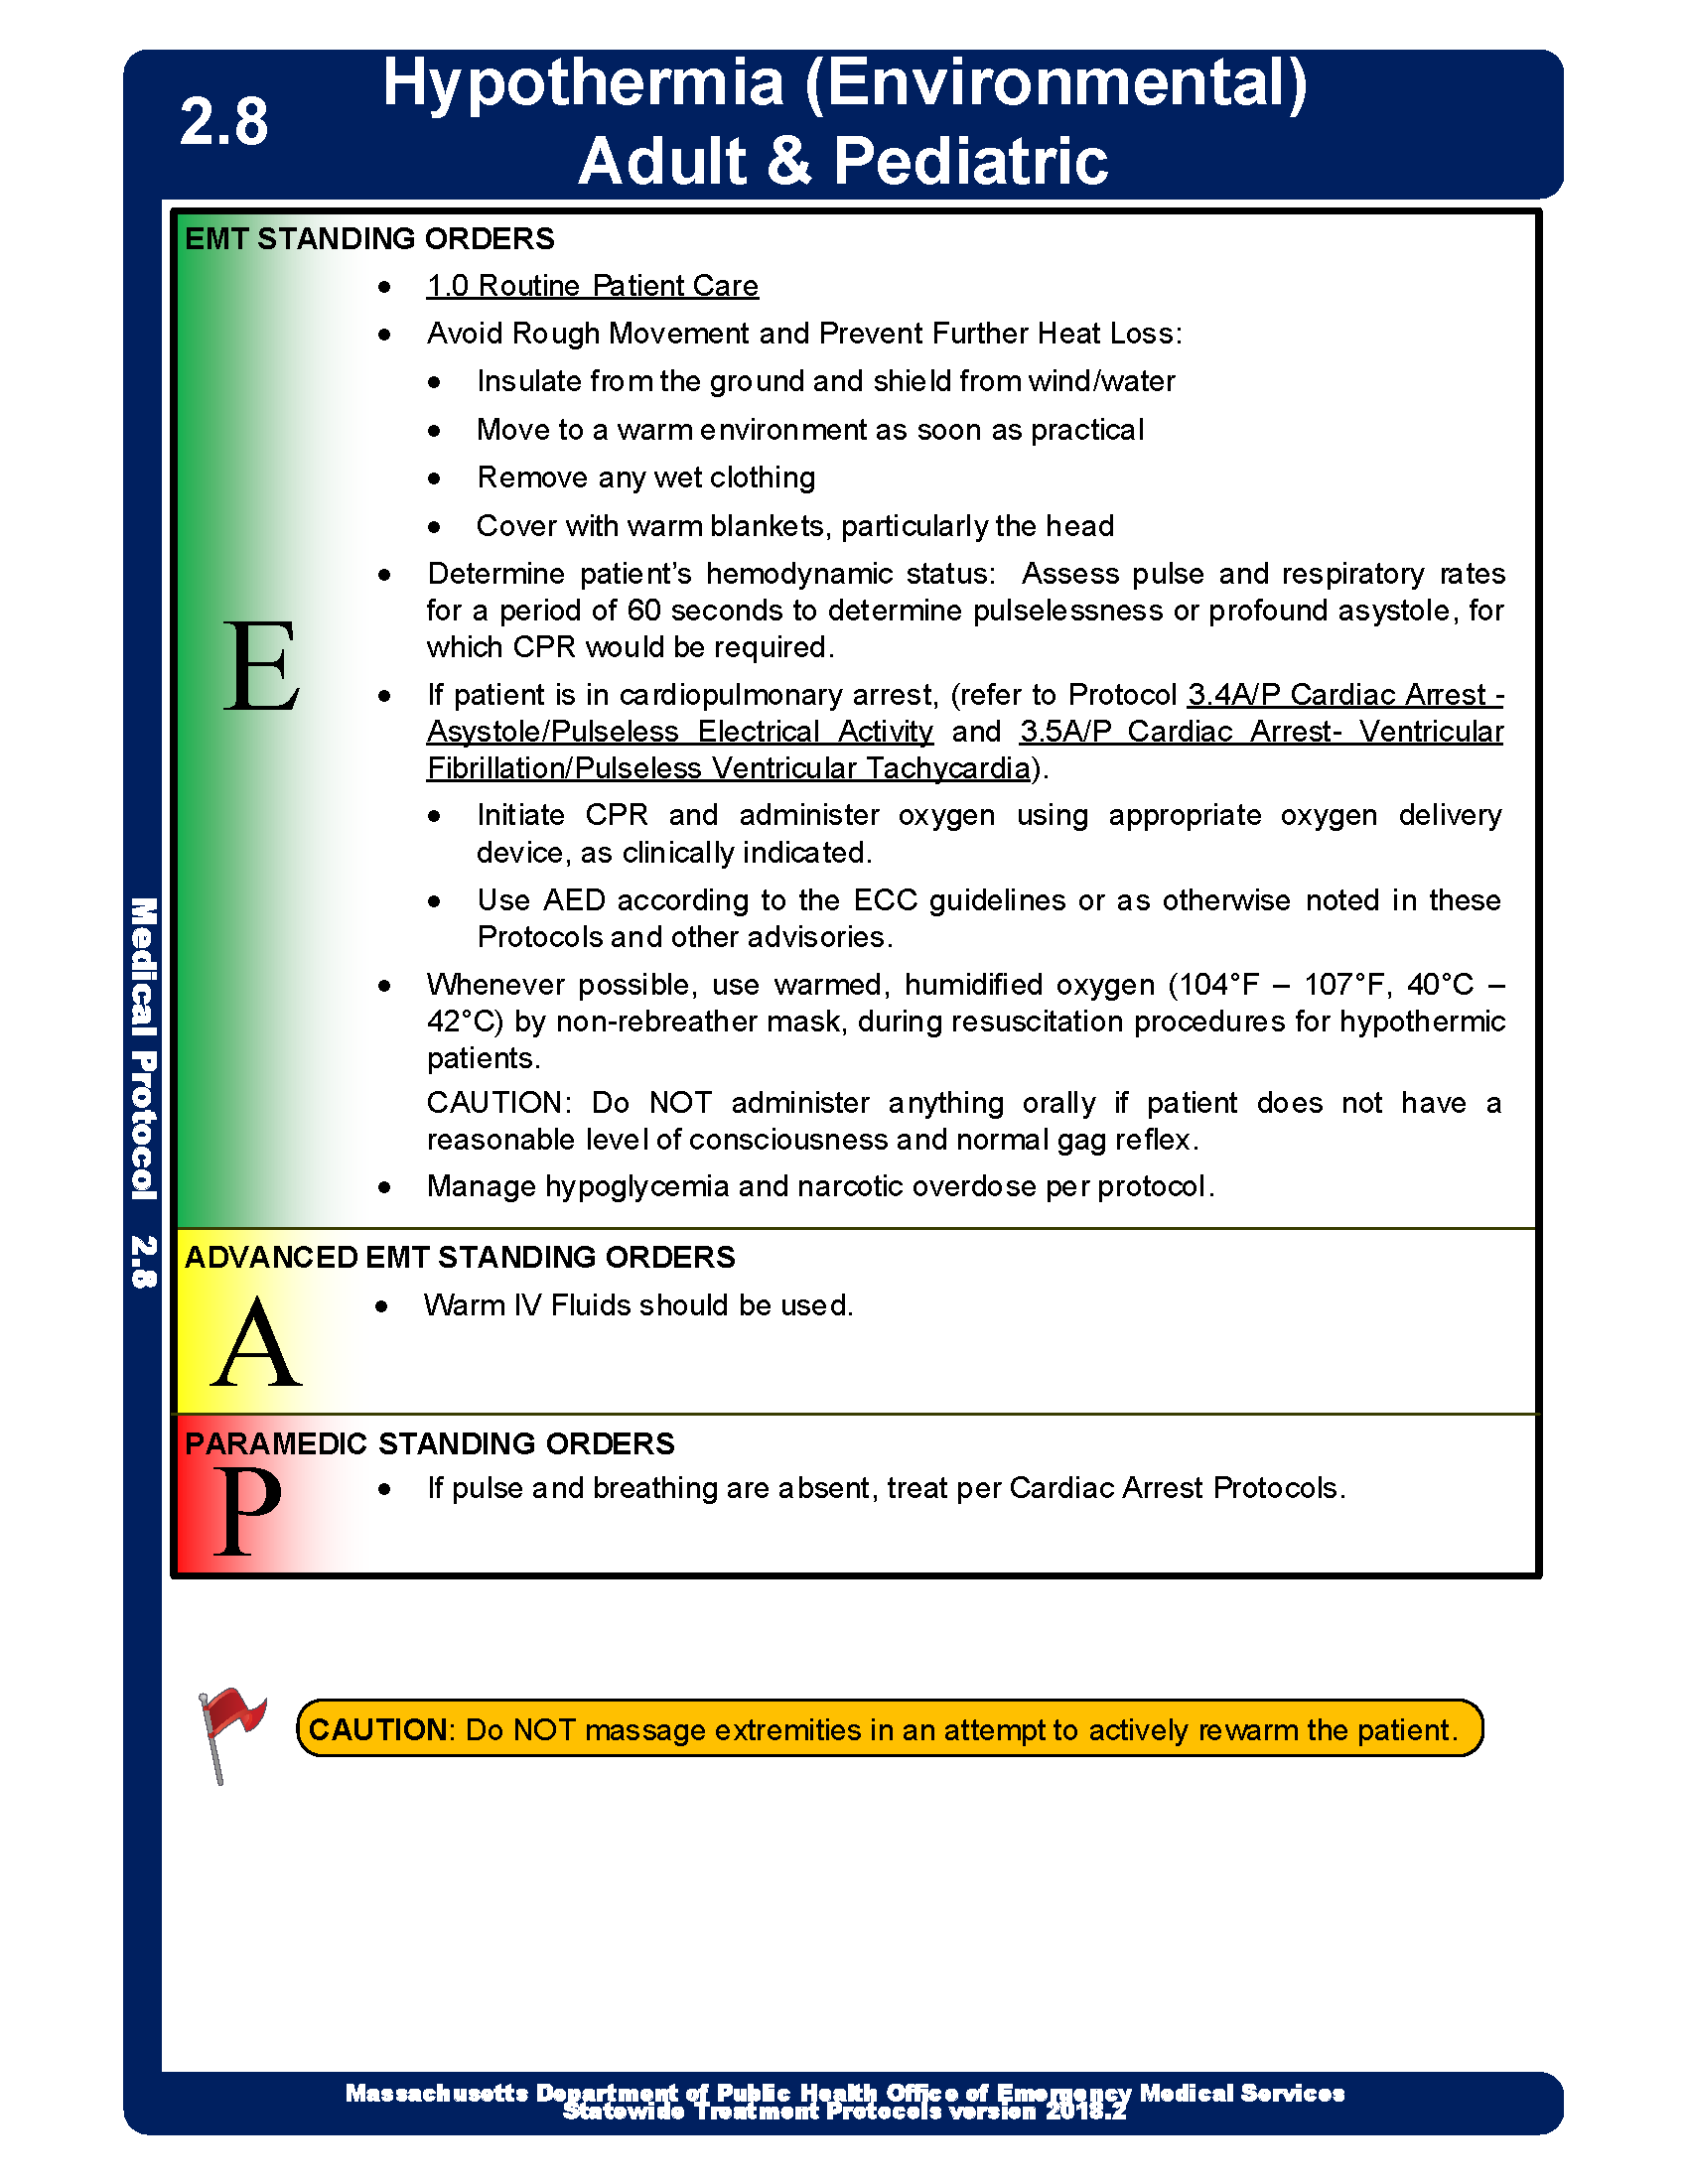 2.8
Hypothermia (Environmental)
Adult & Pediatric
EMT STANDING ORDERS
• 1.0 Routine Patient Care
• Avoid Rough Movement and Prevent Further Heat Loss:
• Insulate from the ground and shield from wind/water
• Move to a warm environment as soon as practical
• Remove any wet clothing
• Cover with warm blankets, particularly the head
• Determine patient’s hemodynamic status: Assess pulse and respiratory rates
for a period of 60 seconds to determine pulselessness or profound asystole, for
which CPR would be required.
E
• If patient is in cardiopulmonary arrest, (refer to Protocol 3.4A/P Cardiac Arrest -
Asystole/Pulseless Electrical Activity and 3.5A/P Cardiac Arrest- Ventricular
Fibrillation/Pulseless Ventricular Tachycardia).
• Initiate CPR and administer oxygen using appropriate oxygen delivery
device, as clinically indicated.
• Use AED according to the ECC guidelines or as otherwise noted in these
Protocols and other advisories.
• Whenever possible, use warmed, humidified oxygen (104°F – 107°F, 40°C –
42°C) by non-rebreather mask, during resuscitation procedures for hypothermic
patients.
CAUTION: Do NOT administer anything orally if patient does not have a
reasonable level of consciousness and normal gag reflex.
• Manage hypoglycemia and narcotic overdose per protocol.
ADVANCED EMT STANDING ORDERS
A
• Warm IV Fluids should be used.
PARAMEDIC STANDING ORDERS
P
• If pulse and breathing are absent, treat per Cardiac Arrest Protocols.
CAUTION: Do NOT massage extremities in an attempt to actively rewarm the patient.
Medical Protocol 2.8
Massachusetts Department of Public Health Office of Emergency Medical Services
Statewide Treatment Protocols version 2018.2